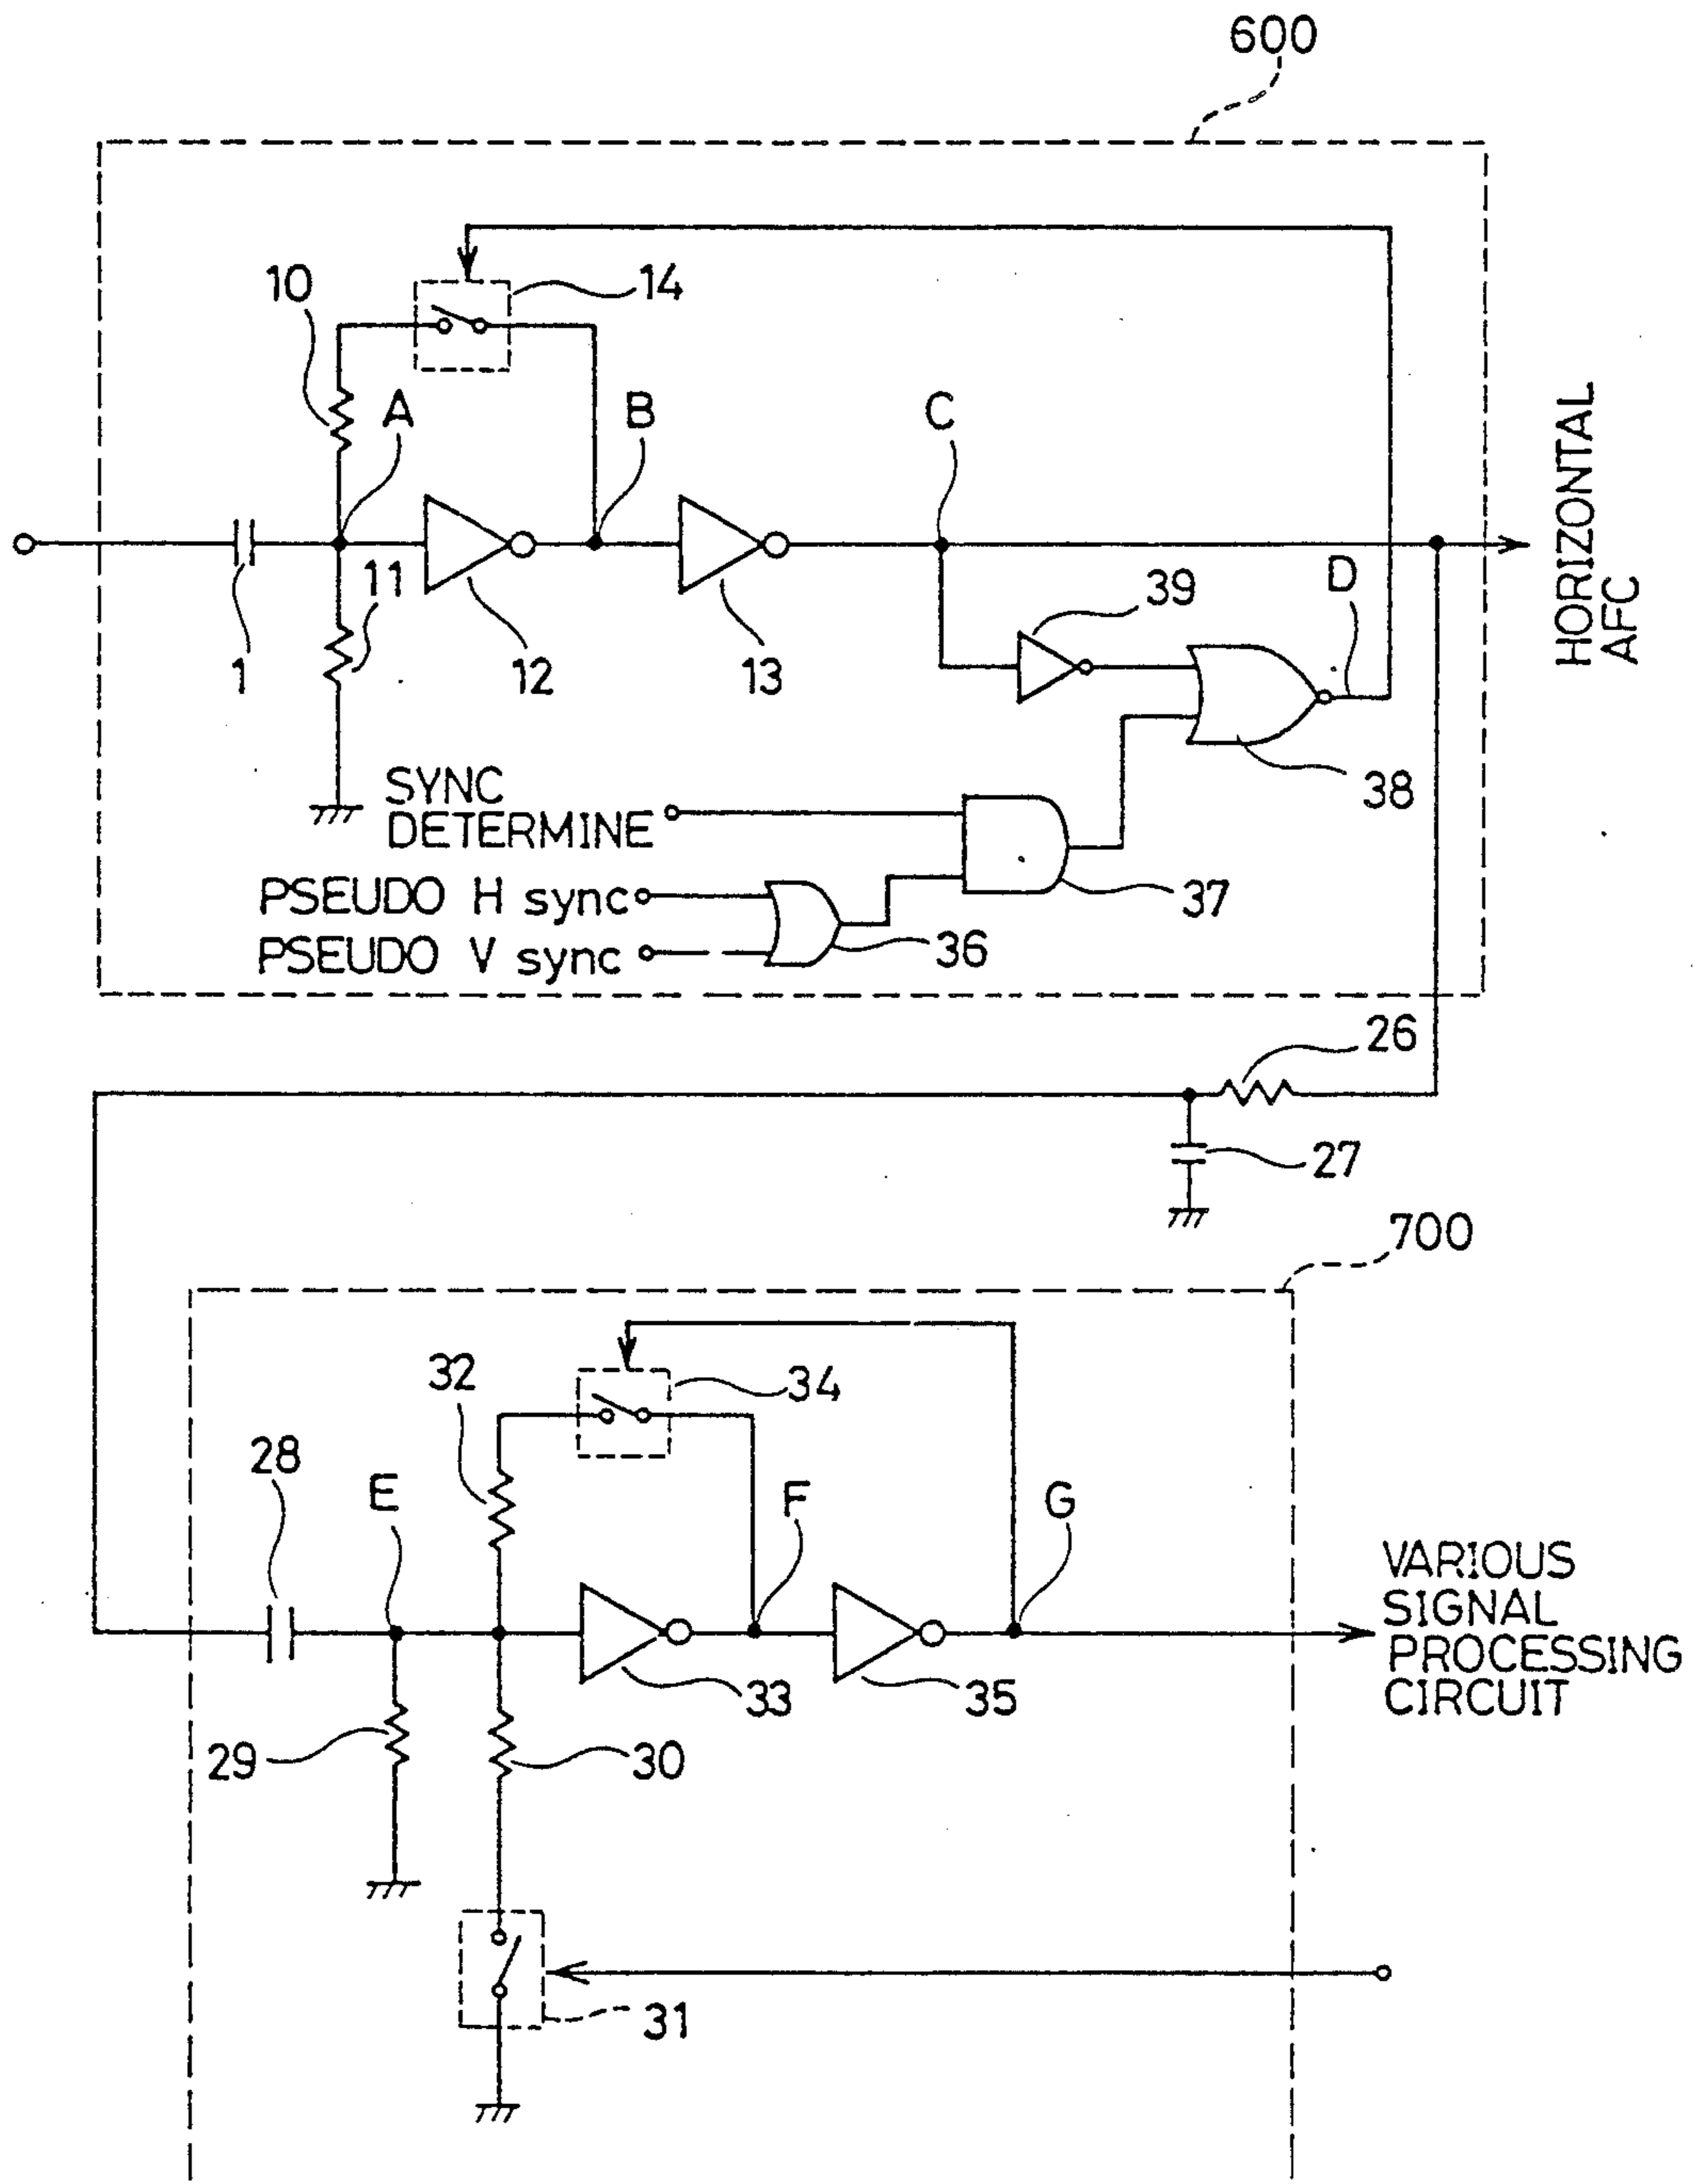 600
10
14
A
B
C
11
39
D
1
12
13
38
HORIZONTAL
AFC
SYNC
DETERMINE
37
PSEUDO H sync
PSEUDO V sync
36
26
27
700
32
34
28
E
F
G
VARIOUS
SIGNAL
PROCESSING
CIRCUIT
33
35
29
30
31